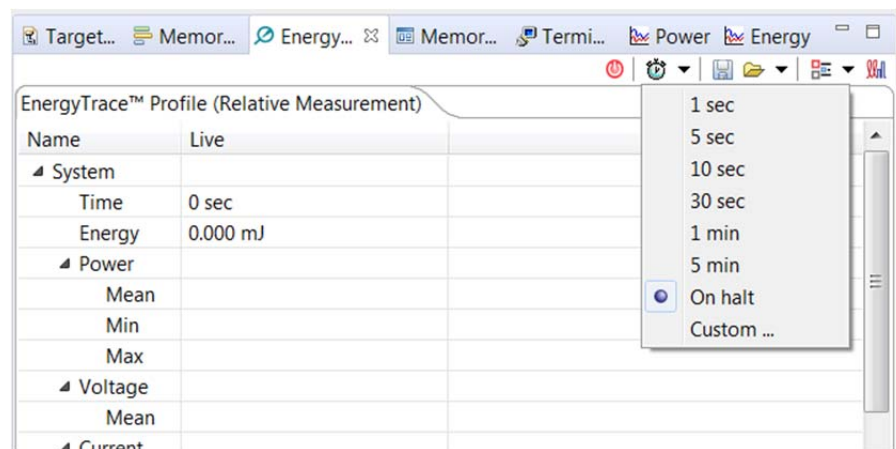 Target... Memor... Energy... Memor... Termi... Power Energy
EnergyTrace™ Profile (Relative Measurement)
Name Live
System
Time 0 sec
Energy 0.000 mJ
Power
Mean
Min
Max
Voltage
Mean
Current
1 sec
5 sec
10 sec
30 sec
1 min
5 min
On halt
Custom ...